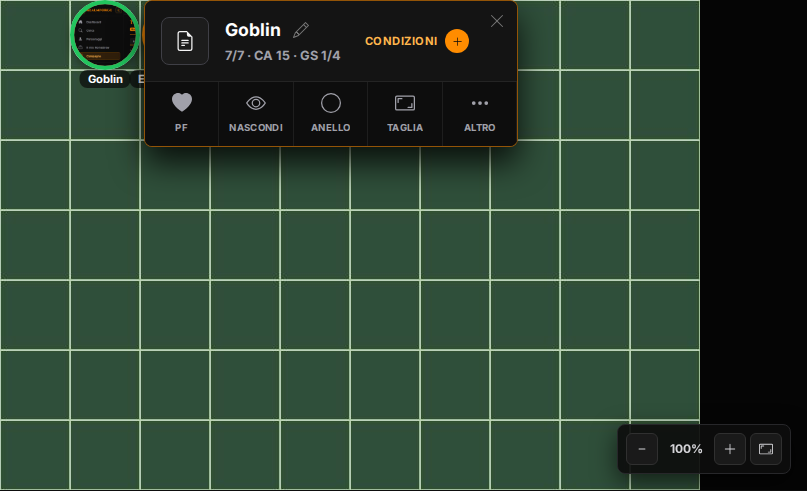 Goblin
7/7 · CA 15 · GS 1/4
CONDIZIONI
PF
NASCONDI
ANELLO
TAGLIA
ALTRO
Goblin
E
100%